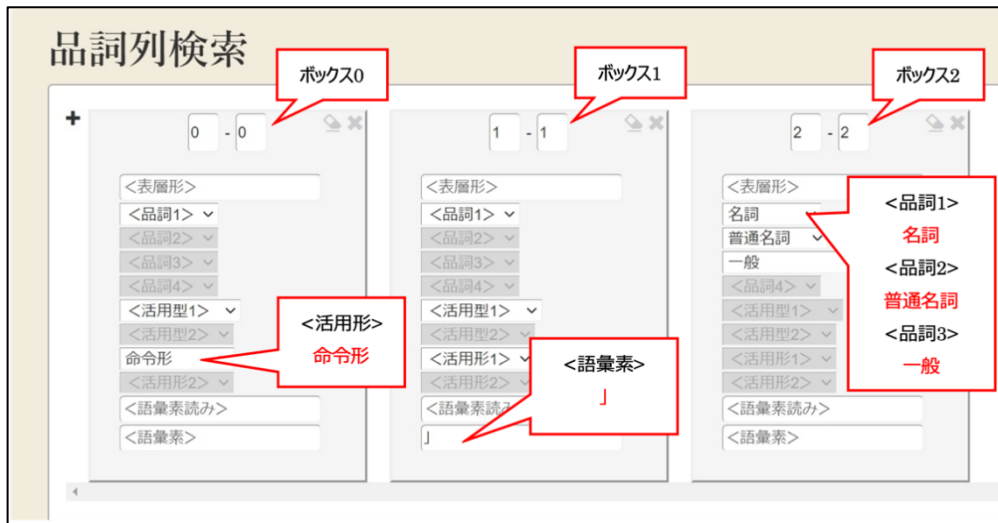 品詞列検索
ボックス0
ボックス1
ボックス2
0 - 0
<表層形>
<品詞1>
<品詞2>
<品詞3>
<品詞4>
<活用型1>
<活用型2>
命令形
<活用形2>
<語彙素読み>
<語彙素>
<活用形>
命令形
1 - 1
<表層形>
<品詞1>
<品詞2>
<品詞3>
<品詞4>
<活用型1>
<活用型2>
<活用形1>
<活用形2>
<語彙素読み
」
<語彙素>
」
2 - 2
<表層形>
名詞
普通名詞
一般
<品詞4>
<活用型1>
<活用型2>
<活用形1>
<活用形2>
<語彙素読み>
<語彙素>
<品詞1>
名詞
<品詞2>
普通名詞
<品詞3>
一般